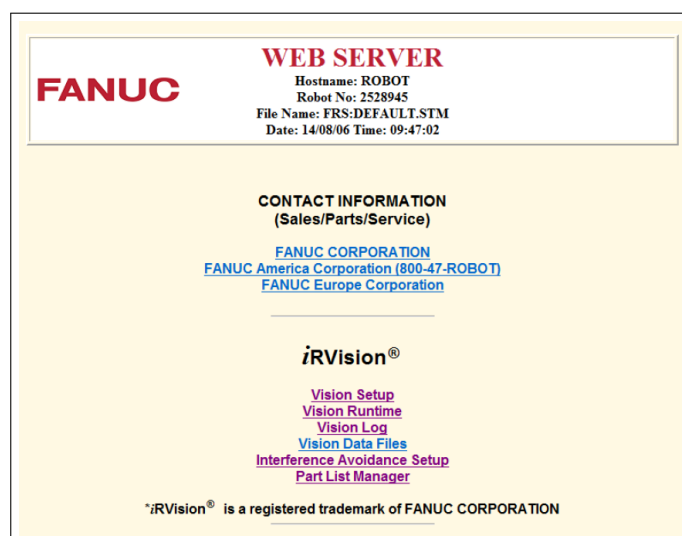 WEB SERVER
FANUC
Hostname: ROBOT
Robot No: 2528945
File Name: FRS:DEFAULT.STM
Date: 14/08/06 Time: 09:47:02
CONTACT INFORMATION
(Sales/Parts/Service)
FANUC CORPORATION
FANUC America Corporation (800-47-ROBOT)
FANUC Europe Corporation
iRVision®
Vision Setup
Vision Runtime
Vision Log
Vision Data Files
Interference Avoidance Setup
Part List Manager
*iRVision® is a registered trademark of FANUC CORPORATION